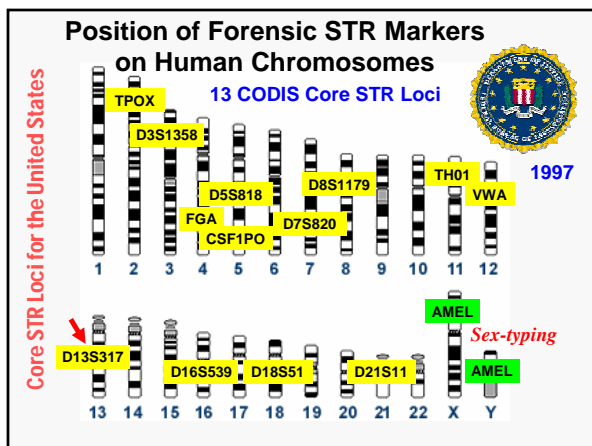 Position of Forensic STR Markers
on Human Chromosomes
13 CODIS Core STR Loci
1997
Core STR Loci for the United States
TPOX
D3S1358
D8S1179
TH01
VWA
D5S818
FGA
D7S820
CSF1PO
1 2 3 4 5 6 7 8 9 10 11 12
AMEL
Sex-typing
D13S317
D16S539
D18S51
D21S11
AMEL
13 14 15 16 17 18 19 20 21 22 X Y